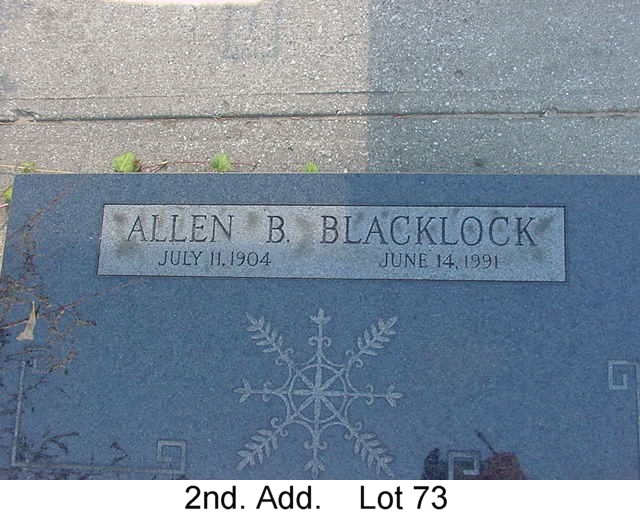 ALLEN B. BLACKLOCK
JULY 11, 1904 JUNE 14, 1991
2nd. Add. Lot 73